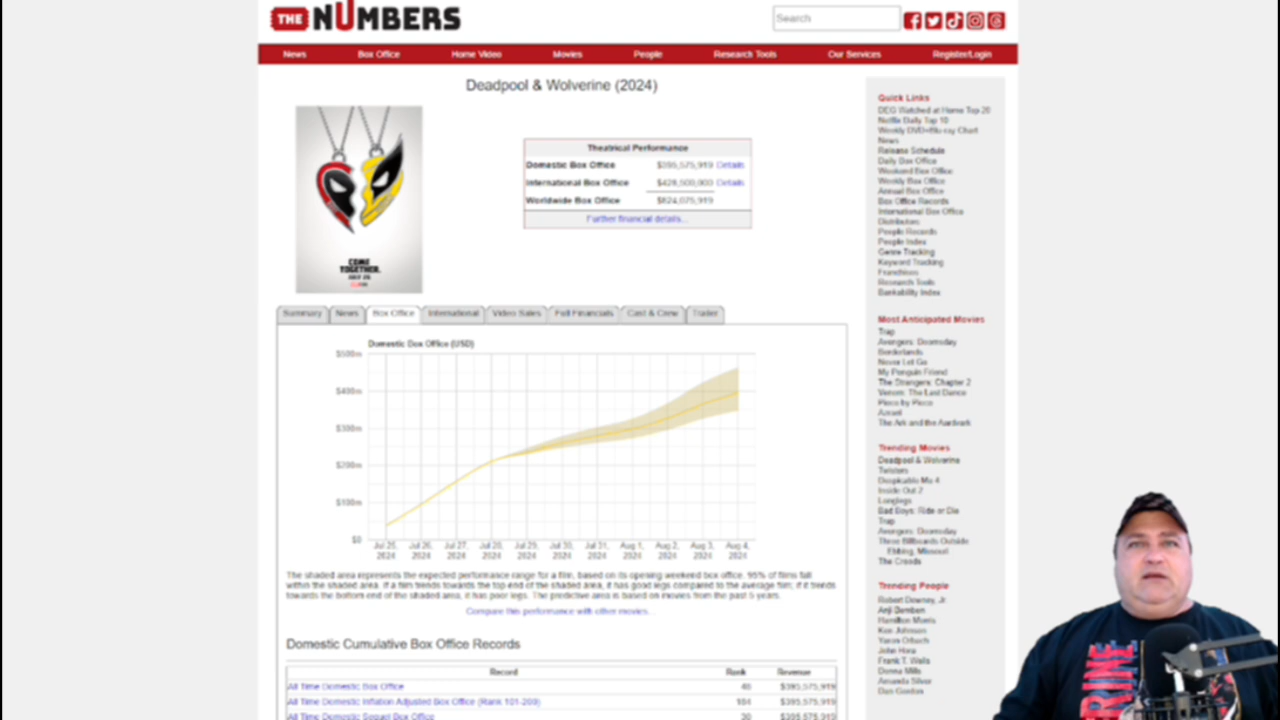 THE NUMBERS
Search
News Box Office Home Video Movies People Research Tools Our Services Register/Login
Deadpool & Wolverine (2024)
COME
TOGETHER.
JULY 26
Theatrical Performance
Domestic Box Office $395,575,919 Details
International Box Office $428,500,000 Details
Worldwide Box Office $824,075,919
Further financial details...
Summary News Box Office International Video Sales Full Financials Cast & Crew Trailer
Domestic Box Office (USD)
$500m
$400m
$300m
$200m
$100m
$0
Jul 25, Jul 26, Jul 27, Jul 28, Jul 29, Jul 30, Jul 31, Aug 1, Aug 2, Aug 3, Aug 4,
2024 2024 2024 2024 2024 2024 2024 2024 2024 2024 2024
The shaded area represents the expected performance range for a film, based on its opening weekend box office. 95% of films fall
within the shaded area. If a film trends towards the top end of the shaded area, it has good legs compared to the average film; if it trends
towards the bottom end of the shaded area, it has poor legs. The predictive area is based on movies from the past 5 years.
Compare this performance with other movies...
Domestic Cumulative Box Office Records
Record Rank Revenue
All Time Domestic Box Office 46 $395,575,919
All Time Domestic Inflation Adjusted Box Office (Rank 101-200) 184 $395,575,919
All Time Domestic Sequel Box Office 30 $395,575,919
Quick Links
DEG Watched at Home Top 20
Netflix Daily Top 10
Weekly DVD+Blu-ray Chart
News
Release Schedule
Daily Box Office
Weekend Box Office
Weekly Box Office
Annual Box Office
Box Office Records
International Box Office
Distributors
People Records
People Index
Genre Tracking
Keyword Tracking
Franchises
Research Tools
Bankability Index
Most Anticipated Movies
Trap
Avengers: Doomsday
Borderlands
Never Let Go
My Penguin Friend
The Strangers: Chapter 2
Venom: The Last Dance
Piece by Piece
Azrael
The Ark and the Aardvark
Trending Movies
Deadpool & Wolverine
Twisters
Despicable Me 4
Inside Out 2
Longlegs
Bad Boys: Ride or Die
Trap
Avengers: Doomsday
Three Billboards Outside
Ebbing, Missouri
The Croods
Trending People
Robert Downey, Jr.
Hamilton Morris
Ken Johnson
Yaron Orbach
John Hora
Frank T. Wells
Donna Mills
Amanda Silver
Dan Gordon